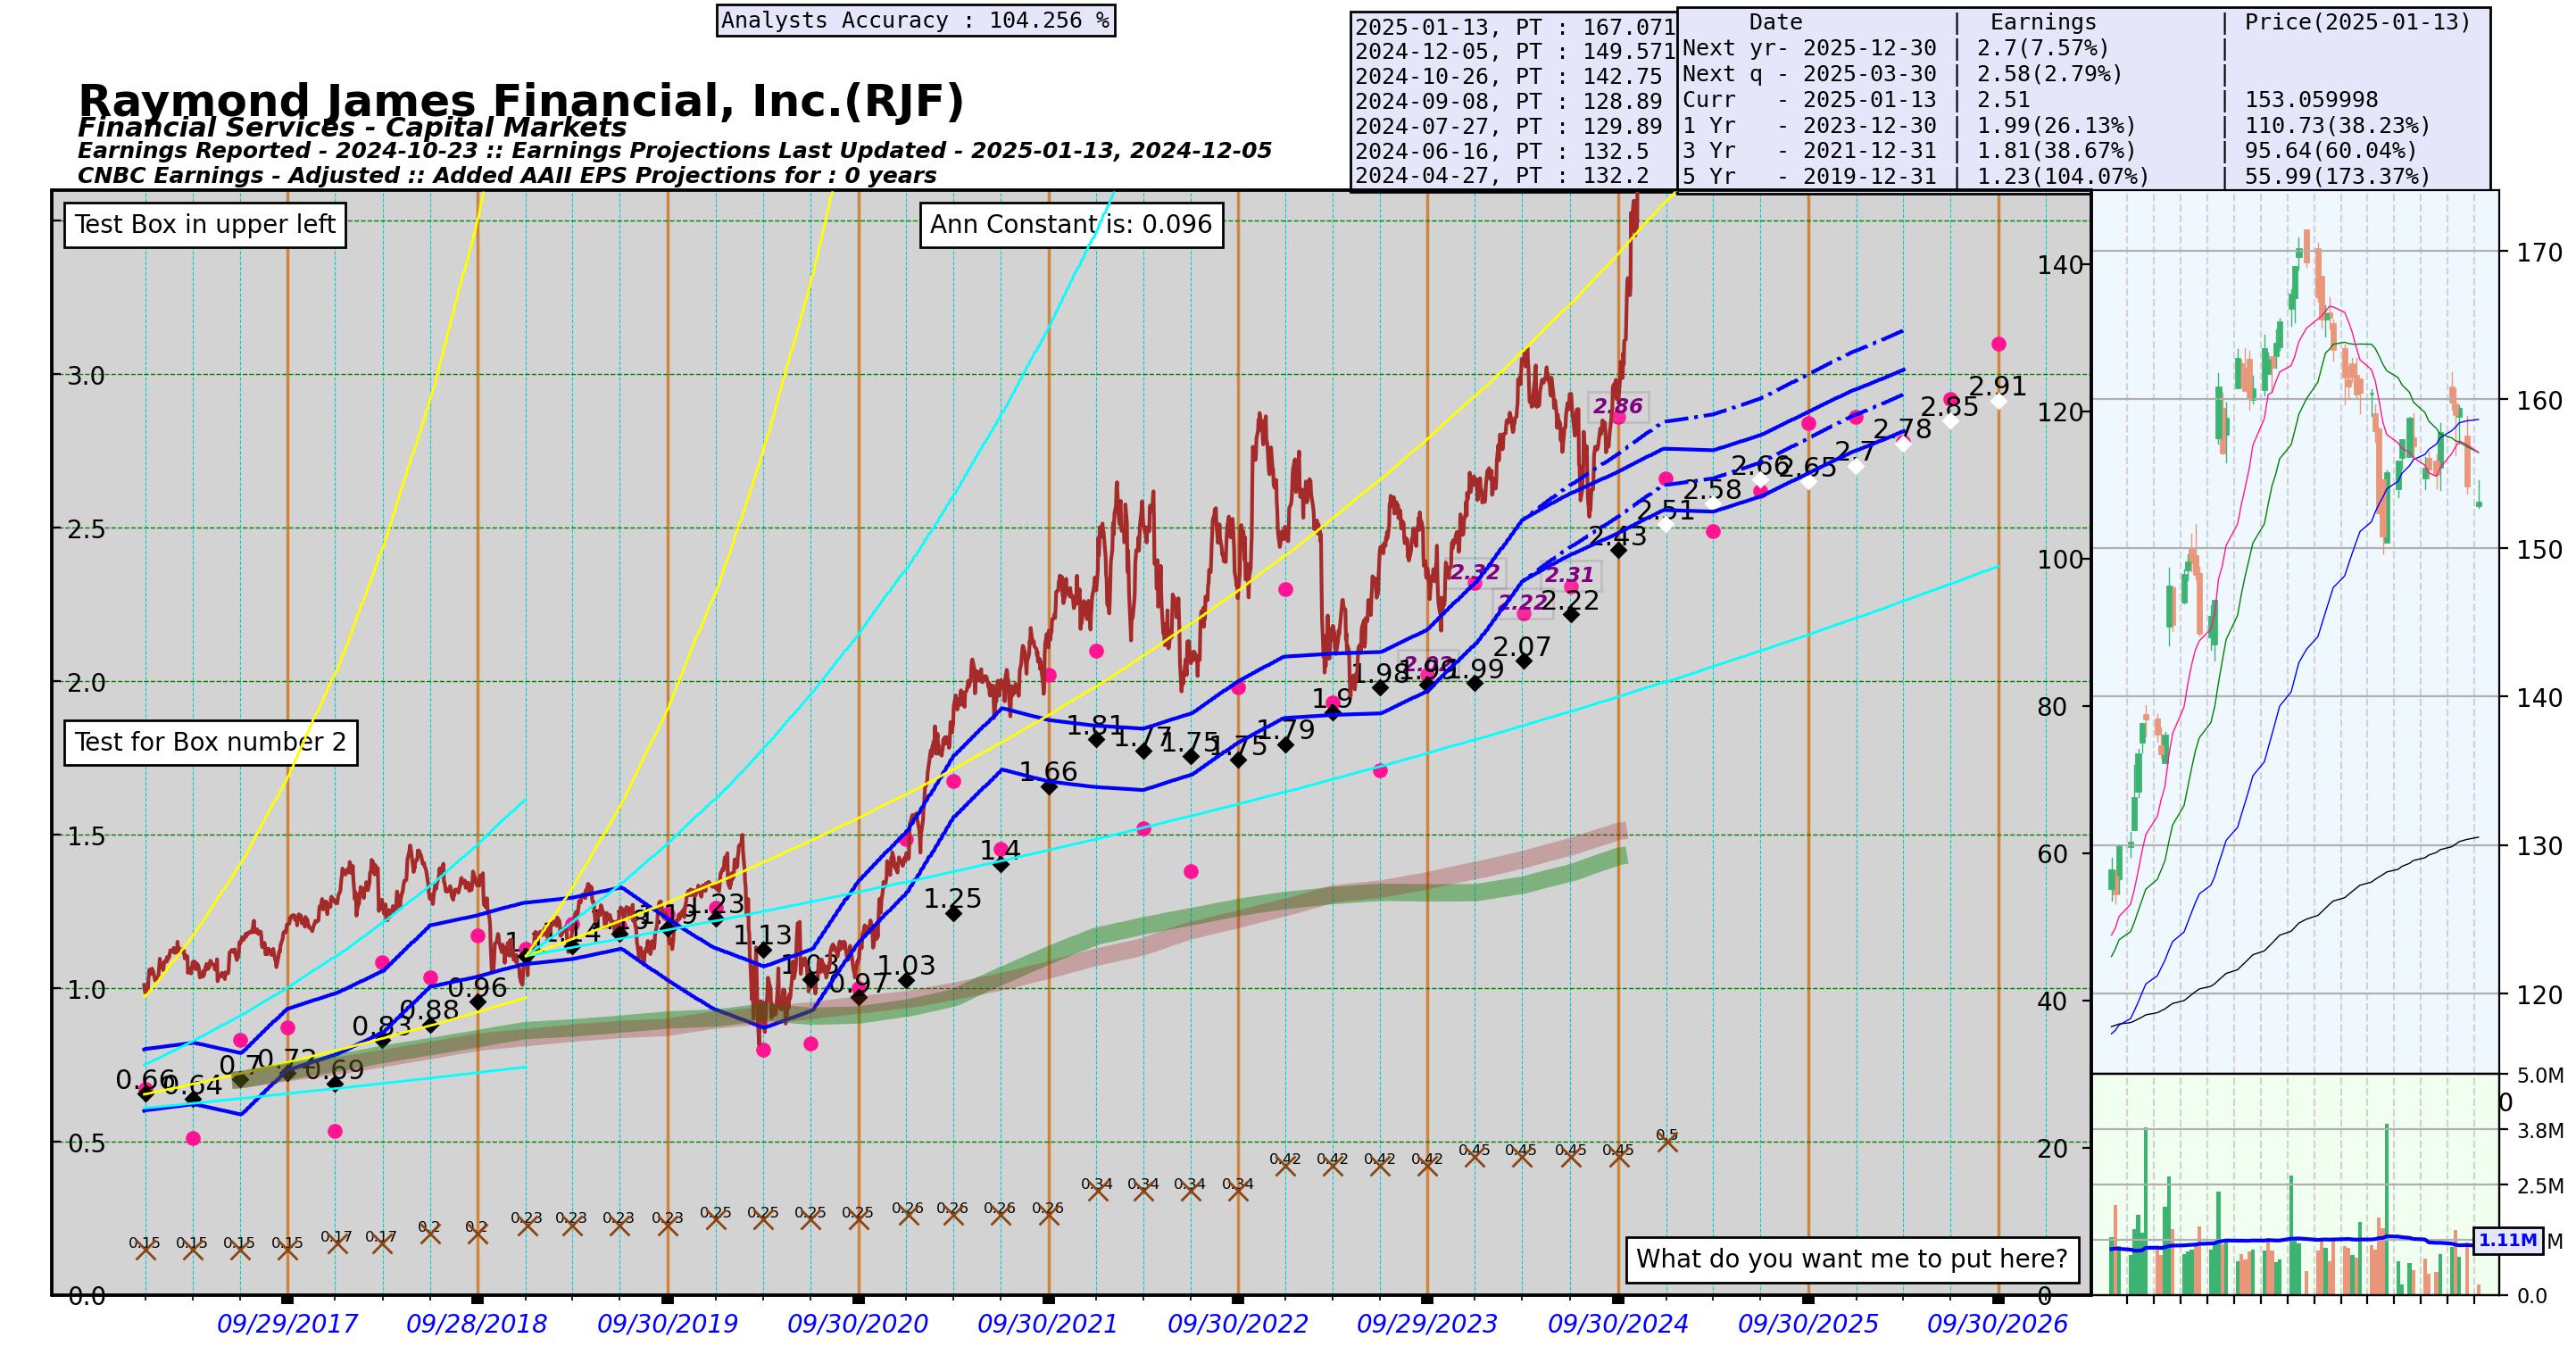 Analysts Accuracy : 104.256 %
Raymond James Financial, Inc.(RJF)
Financial Services - Capital Markets
Earnings Reported - 2024-10-23 :: Earnings Projections Last Updated - 2025-01-13, 2024-12-05
CNBC Earnings - Adjusted :: Added AAII EPS Projections for : 0 years
2025-01-13, PT : 167.071
2024-12-05, PT : 149.571
2024-10-26, PT : 142.75
2024-09-08, PT : 128.89
2024-07-27, PT : 129.89
2024-06-16, PT : 132.5
2024-04-27, PT : 132.2
Date | Earnings | Price(2025-01-13)
Next yr- 2025-12-30 | 2.7(7.57%) |
Next q - 2025-03-30 | 2.58(2.79%) |
Curr - 2025-01-13 | 2.51 | 153.059998
1 Yr - 2023-12-30 | 1.99(26.13%) | 110.73(38.23%)
3 Yr - 2021-12-31 | 1.81(38.67%) | 95.64(60.04%)
5 Yr - 2019-12-31 | 1.23(104.07%) | 55.99(173.37%)
Test Box in upper left
Ann Constant is: 0.096
Test for Box number 2
What do you want me to put here?
3.0
2.5
2.0
1.5
1.0
0.5
0.0
140
120
100
80
60
40
20
0
170
160
150
140
130
120
5.0M
0
3.8M
2.5M
1.11M
M
0.0
0.66
0.64
0.7
0.72
0.69
0.83
0.88
0.96
1.19
1.23
1.13
1.03
0.97
1.03
1.25
1.4
1.66
1.81
1.77
1.75
1.75
1.79
1.9
1.98
1.99
1.99
2.07
2.22
2.43
2.51
2.58
2.66
2.65
2.7
2.78
2.85
2.91
2.02
2.32
2.22
2.31
2.86
0.15 0.15 0.15 0.15 0.17 0.17 0.2 0.2 0.23 0.23 0.23 0.23 0.25 0.25 0.25 0.25 0.26 0.26 0.26 0.26 0.34 0.34 0.34 0.34 0.42 0.42 0.42 0.42 0.45 0.45 0.45 0.45 0.5
09/29/2017 09/28/2018 09/30/2019 09/30/2020 09/30/2021 09/30/2022 09/29/2023 09/30/2024 09/30/2025 09/30/2026